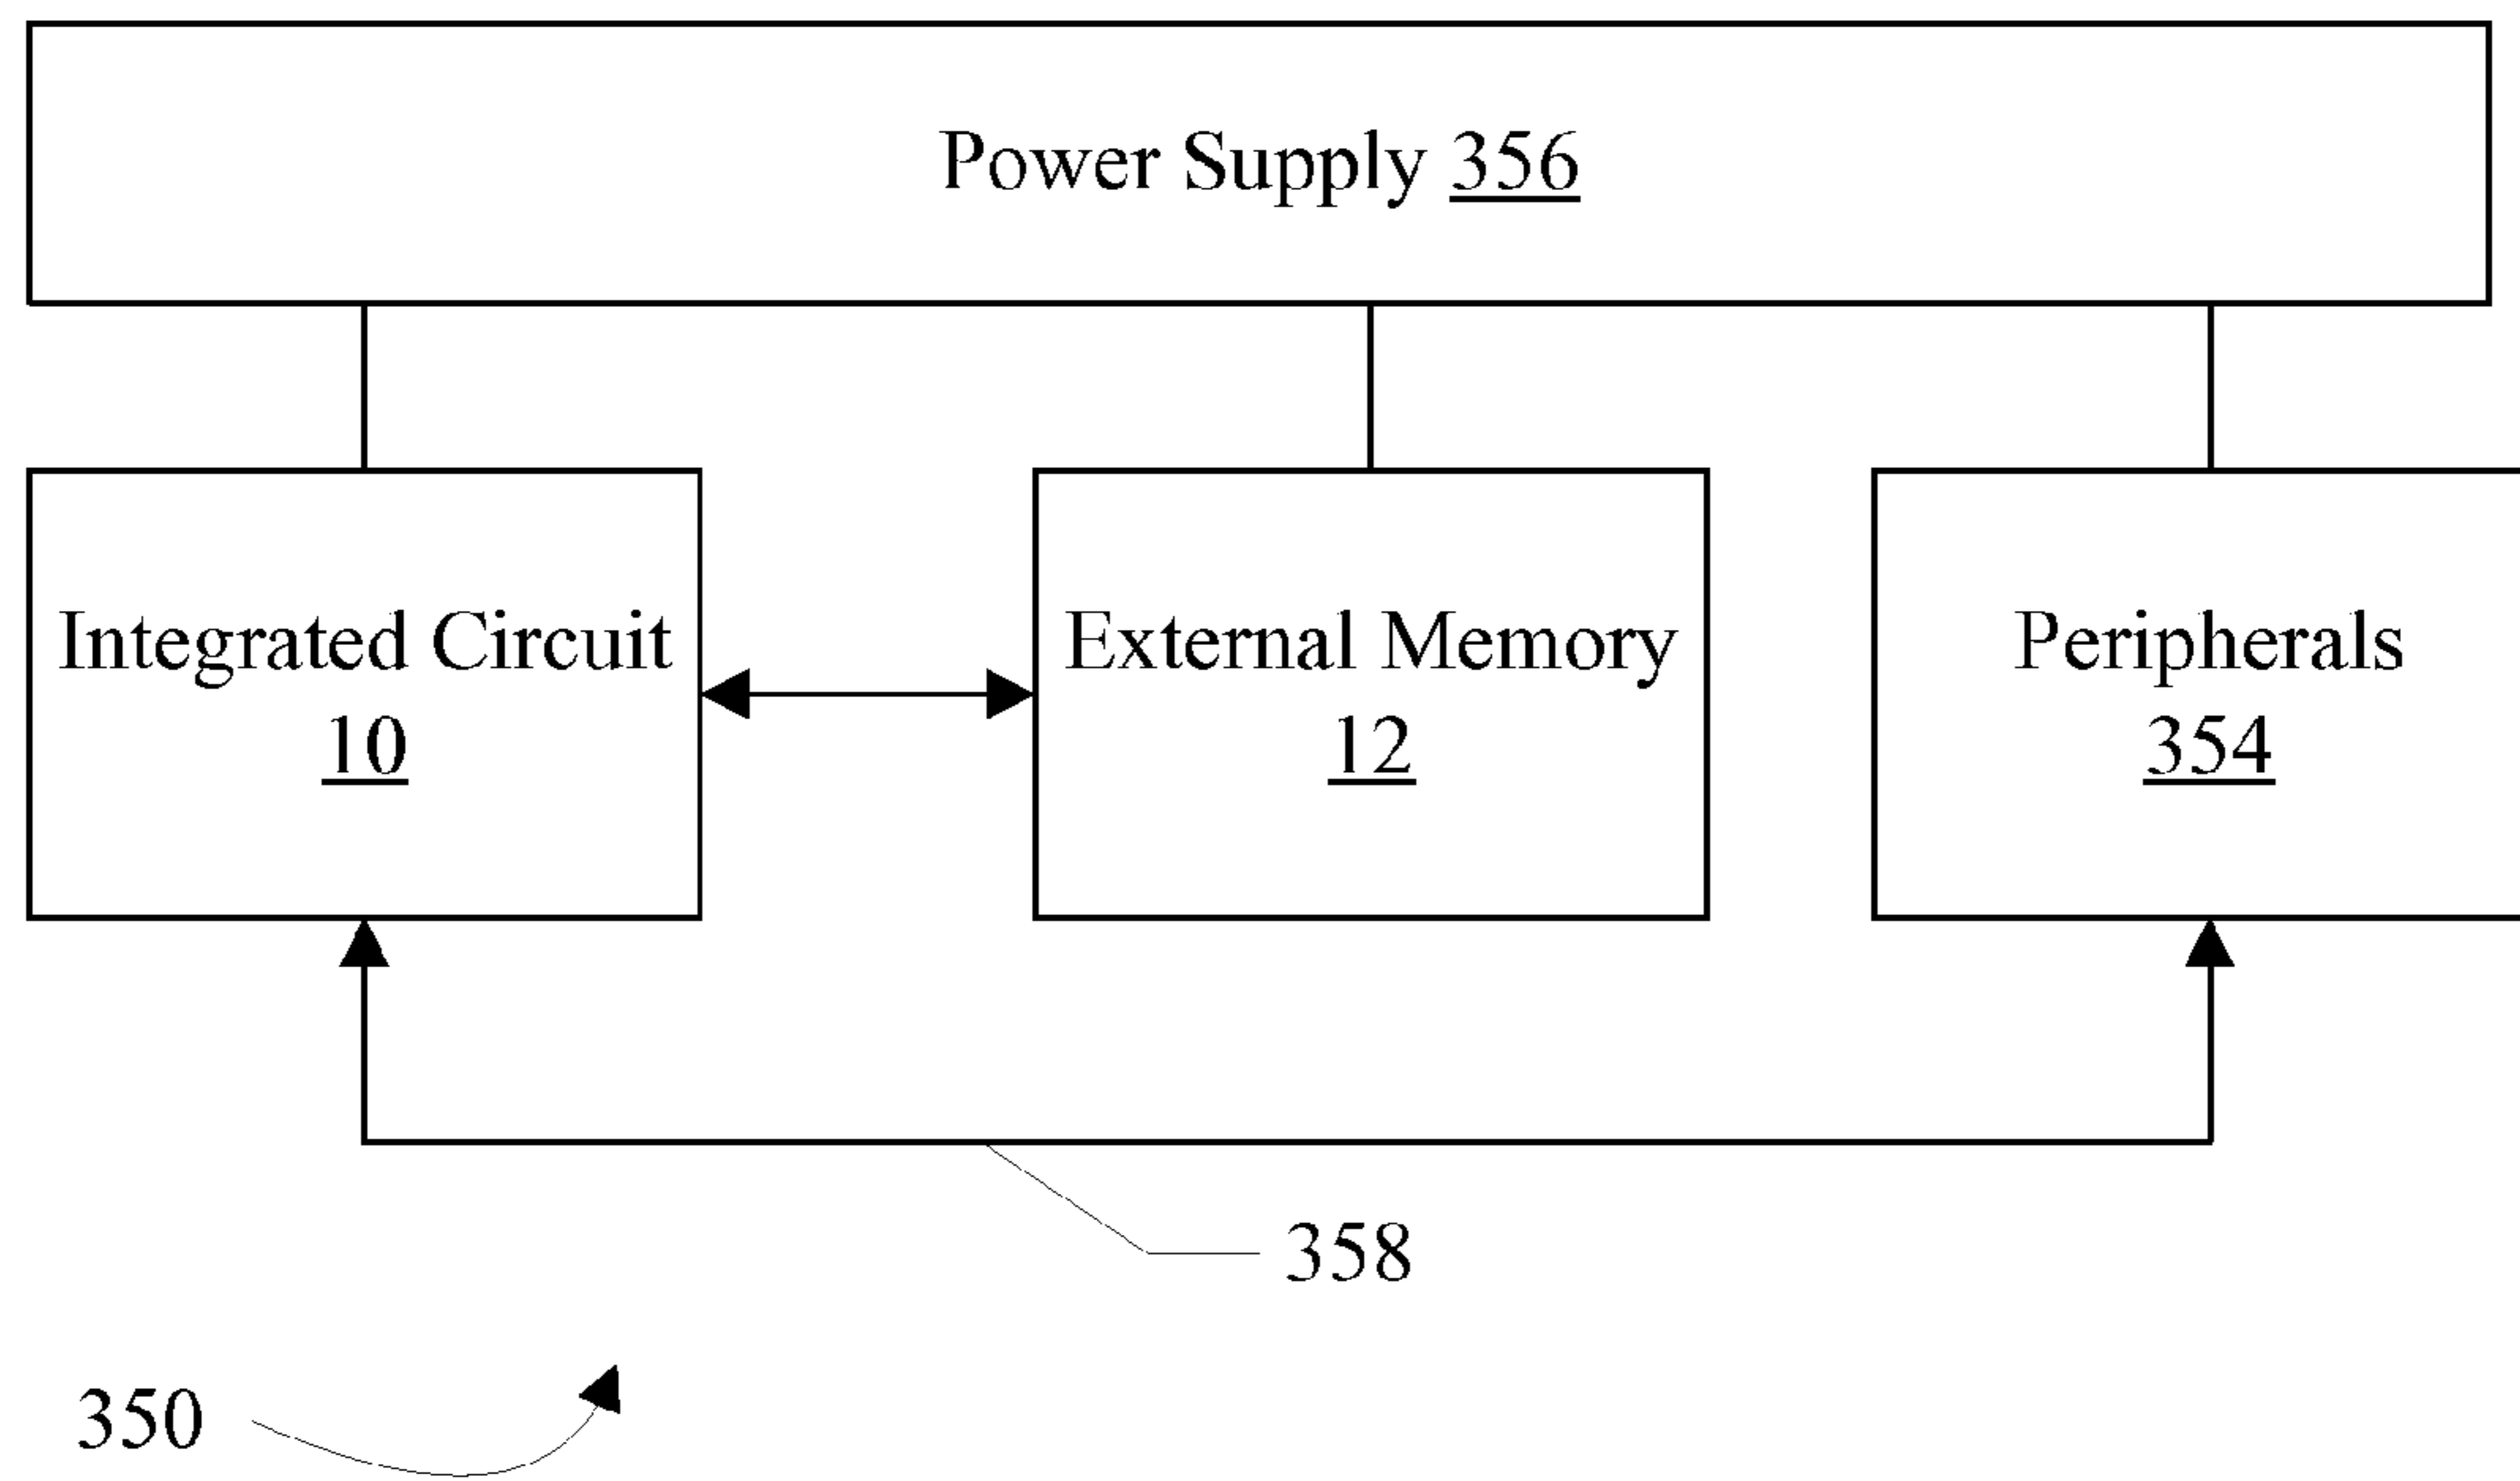 Power Supply 356
Integrated Circuit
10
External Memory
12
Peripherals
354
358
350